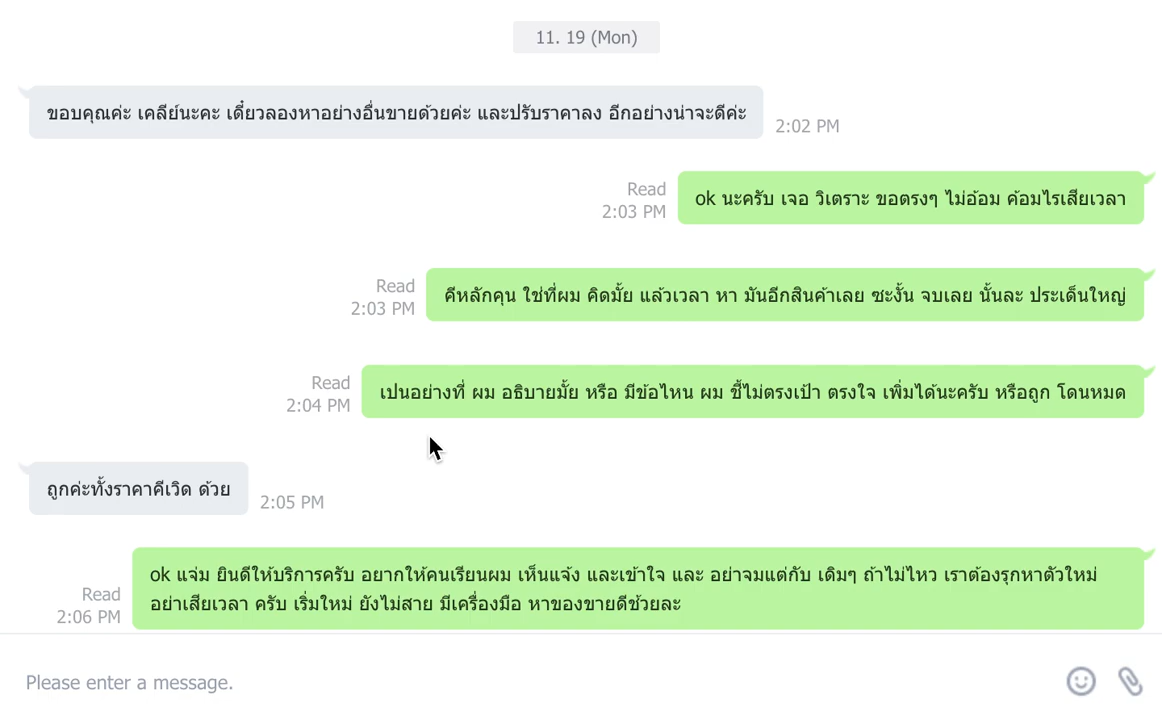 11. 19 (Mon)
ขอบคุณค่ะ เคลีย์นะคะ เดี๋ยวลองหาอย่างอื่นขายด้วยค่ะ และปรับราคาลง อีกอย่างน่าจะดีค่ะ
2:02 PM
Read
2:03 PM
ok นะครับ เจอ วิเตราะ ขอตรงๆ ไม่อ้อม ค้อมไรเสียเวลา
Read
2:03 PM
คีหลักคุน ใช่ที่ผม คิดมั้ย แล้วเวลา หา มันอีกสินค้าเลย ซะงั้น จบเลย นั้นละ ประเด็นใหญ่
Read
2:04 PM
เปนอย่างที่ ผม อธิบายมั้ย หรือ มีข้อไหน ผม ชี้ไม่ตรงเป้า ตรงใจ เพิ่มได้นะครับ หรือถูก โดนหมด
ถูกค่ะทั้งราคาคีเวิด ด้วย
2:05 PM
Read
2:06 PM
ok แจ่ม ยินดีให้บริการครับ อยากให้คนเรียนผม เห็นแจ้ง และเข้าใจ และ อย่าจมแต่กับ เดิมๆ ถ้าไม่ไหว เราต้องรุกหาตัวใหม่
อย่าเสียเวลา ครับ เริ่มใหม่ ยังไม่สาย มีเครื่องมือ หาของขายดีช้วยละ
Please enter a message.